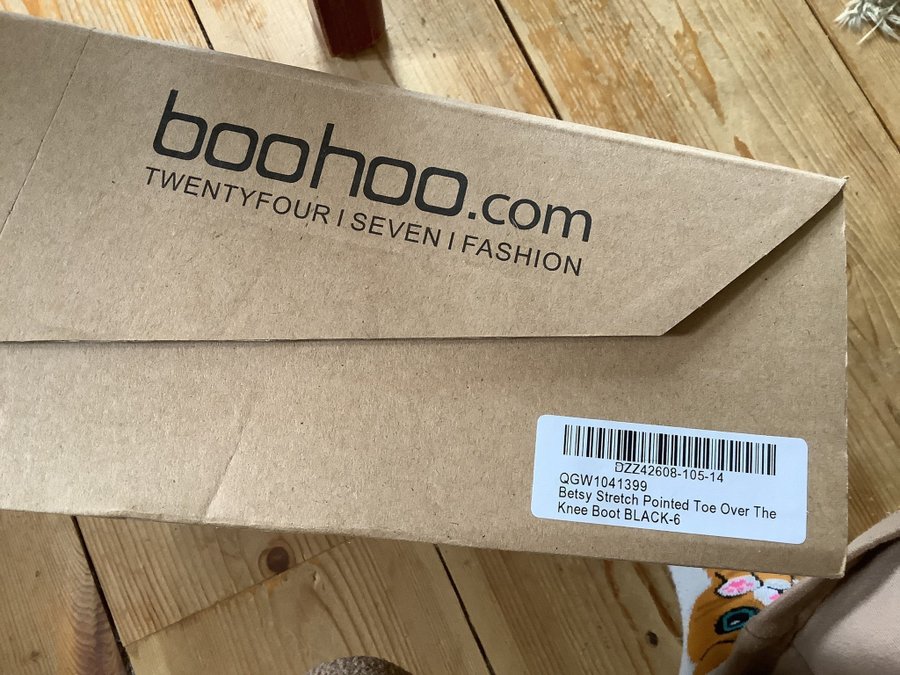 boohoo.com
TWENTYFOUR | SEVEN | FASHION
DZZ42608-105-14
QGW1041399
Betsy Stretch Pointed Toe Over The
Knee Boot BLACK-6